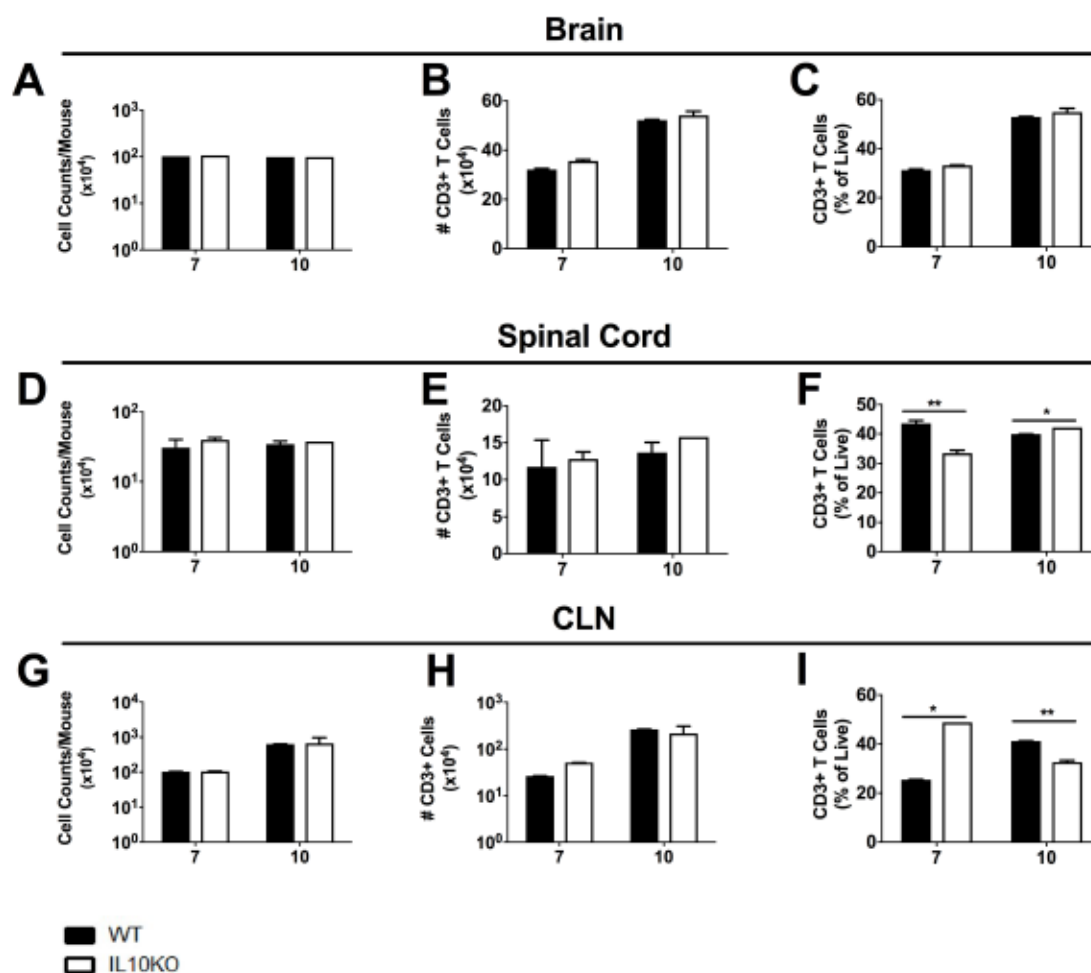 Brain
A
Cell Counts/Mouse
(x10⁴)
10³
10²
10¹
10⁰
7
10
B
# CD3+ T Cells
(x10⁴)
60
40
20
0
7
10
C
CD3+ T Cells
(% of Live)
60
40
20
0
7
10
Spinal Cord
D
Cell Counts/Mouse
(x10⁴)
10²
10¹
10⁰
7
10
E
# CD3+ T Cells
(x10⁴)
20
15
10
5
0
7
10
F
CD3+ T Cells
(% of Live)
50
40
30
20
10
0
**
*
7
10
CLN
G
Cell Counts/Mouse
(x10⁴)
10⁴
10³
10²
10¹
10⁰
7
10
H
# CD3+ Cells
(x10⁴)
10³
10²
10¹
10⁰
7
10
I
CD3+ T Cells
(% of Live)
60
40
20
0
*
**
7
10
WT
IL10KO